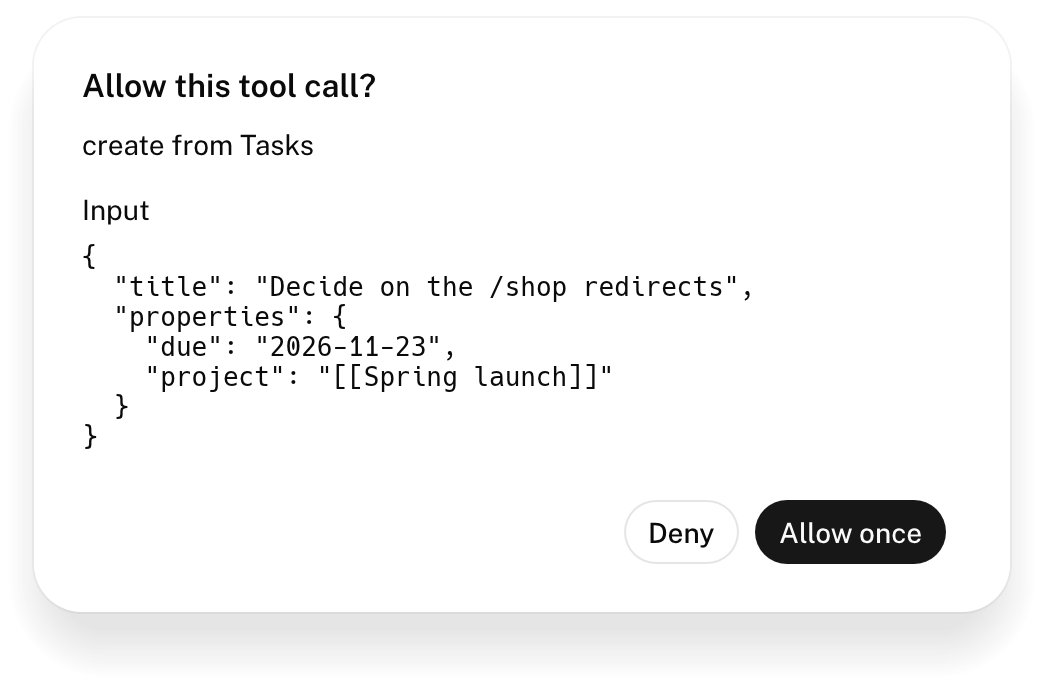 Allow this tool call?
create from Tasks
Input
{
  "title": "Decide on the /shop redirects",
  "properties": {
    "due": "2026-11-23",
    "project": "[[Spring launch]]"
  }
}
Deny
Allow once